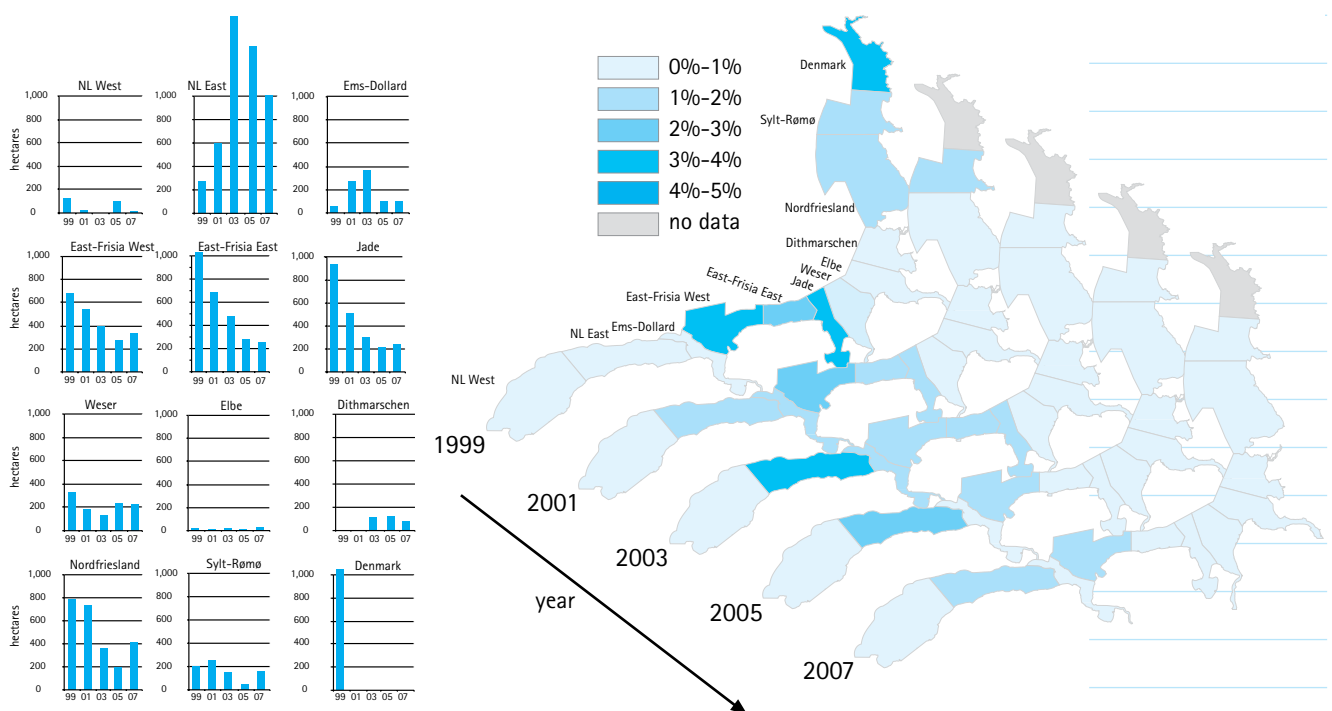 NL West
hectares
1,000
800
600
400
200
0
99 01 03 05 07
NL East
1,000
800
600
400
200
0
99 01 03 05 07
Ems-Dollard
1,000
800
600
400
200
0
99 01 03 05 07
East-Frisia West
hectares
1,000
800
600
400
200
0
99 01 03 05 07
East-Frisia East
1,000
800
600
400
200
0
99 01 03 05 07
Jade
1,000
800
600
400
200
0
99 01 03 05 07
Weser
hectares
1,000
800
600
400
200
0
99 01 03 05 07
Elbe
1,000
800
600
400
200
0
99 01 03 05 07
Dithmarschen
1,000
800
600
400
200
0
99 01 03 05 07
Nordfriesland
hectares
1,000
800
600
400
200
0
99 01 03 05 07
Sylt-Rømø
1,000
800
600
400
200
0
99 01 03 05 07
Denmark
1,000
800
600
400
200
0
99 01 03 05 07
0%-1%
1%-2%
2%-3%
3%-4%
4%-5%
no data
Denmark
Sylt-Rømø
Nordfriesland
Dithmarschen
Elbe
Weser
Jade
East-Frisia East
East-Frisia West
Ems-Dollard
NL East
NL West
1999
2001
2003
2005
2007
year